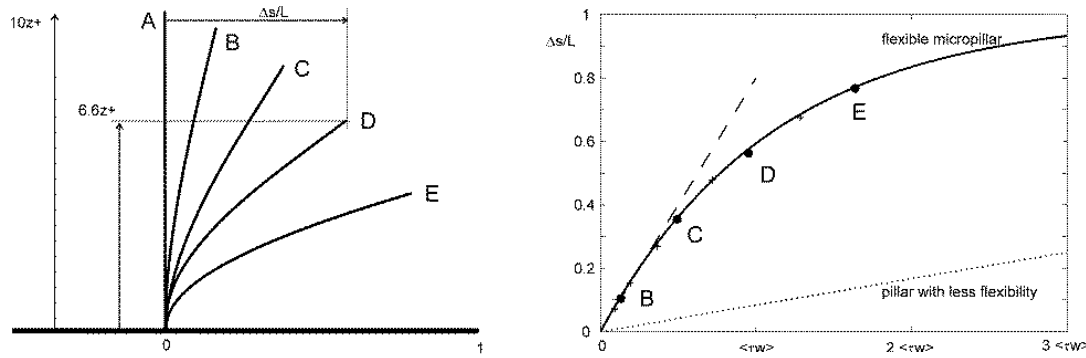 10z+
A
Δs/L
B
C
6.6z+
D
E
0
1
1
Δs/L
flexible micropillar
0.8
E
0.6
D
0.4
C
0.2
B
pillar with less flexibility
0
0
<τw>
2 <τw>
3 <τw>